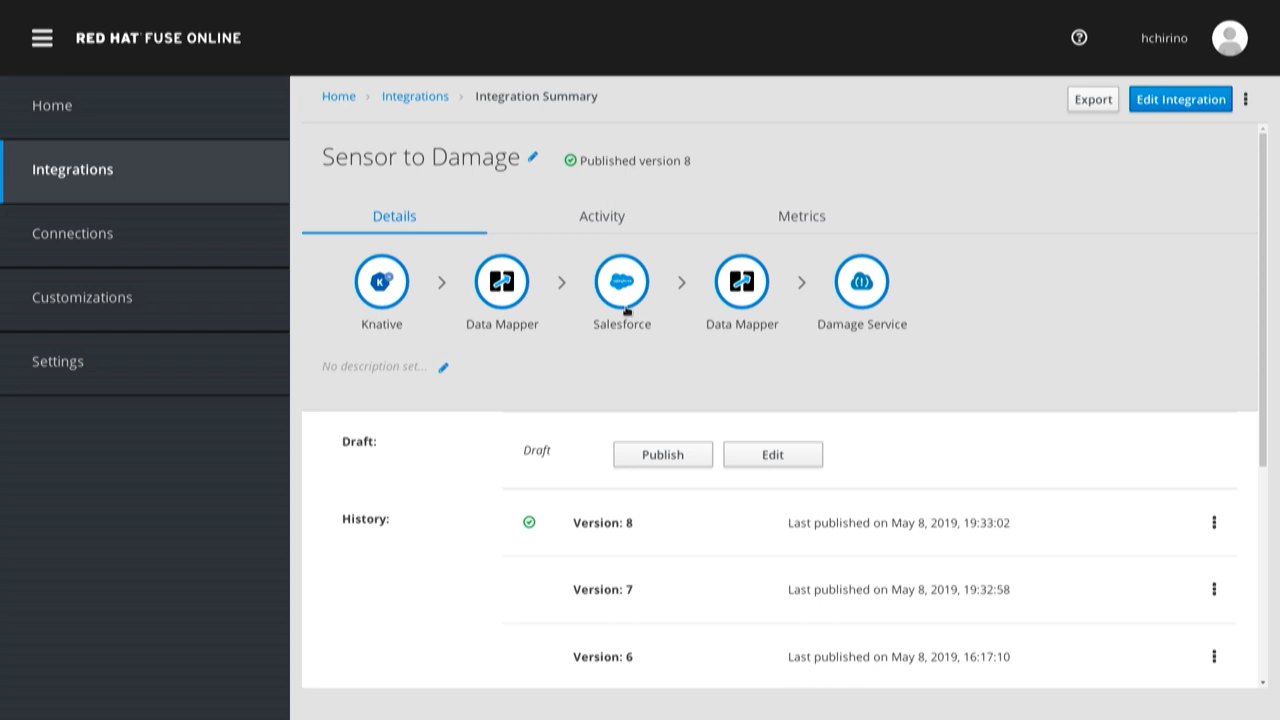 RED HAT FUSE ONLINE
hchirino
Home
Integrations
Connections
Customizations
Settings
Home > Integrations > Integration Summary
Export
Edit Integration
Sensor to Damage
Published version 8
Details
Activity
Metrics
Knative
Data Mapper
Salesforce
Data Mapper
Damage Service
No description set...
Draft:
Draft
Publish
Edit
History:
Version: 8
Last published on May 8, 2019, 19:33:02
Version: 7
Last published on May 8, 2019, 19:32:58
Version: 6
Last published on May 8, 2019, 16:17:10